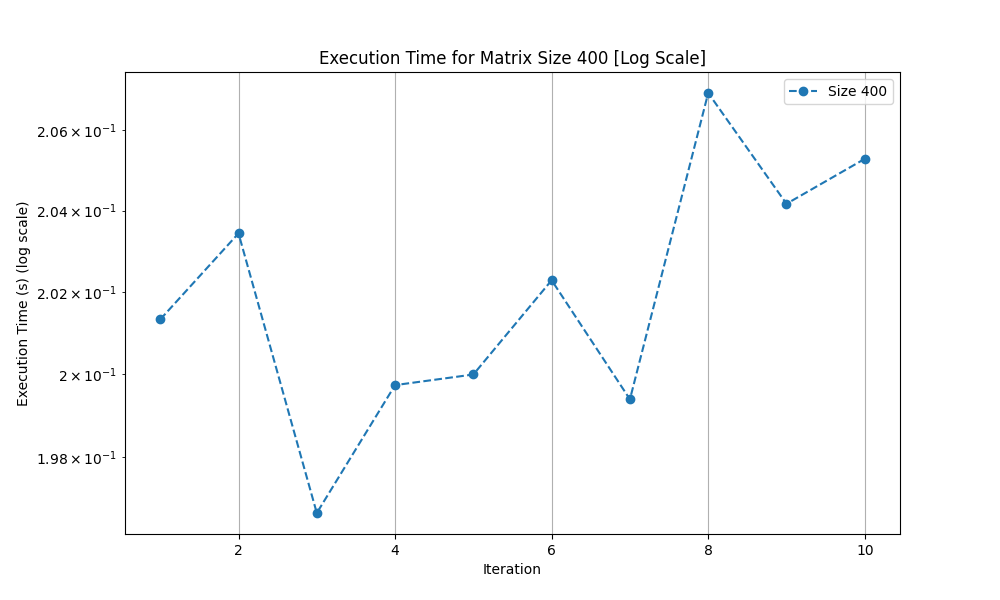 Execution Time for Matrix Size 400 [Log Scale]
Size 400
Execution Time (s) (log scale)
2.06 × 10⁻¹
2.04 × 10⁻¹
2.02 × 10⁻¹
2 × 10⁻¹
1.98 × 10⁻¹
2 4 6 8 10
Iteration